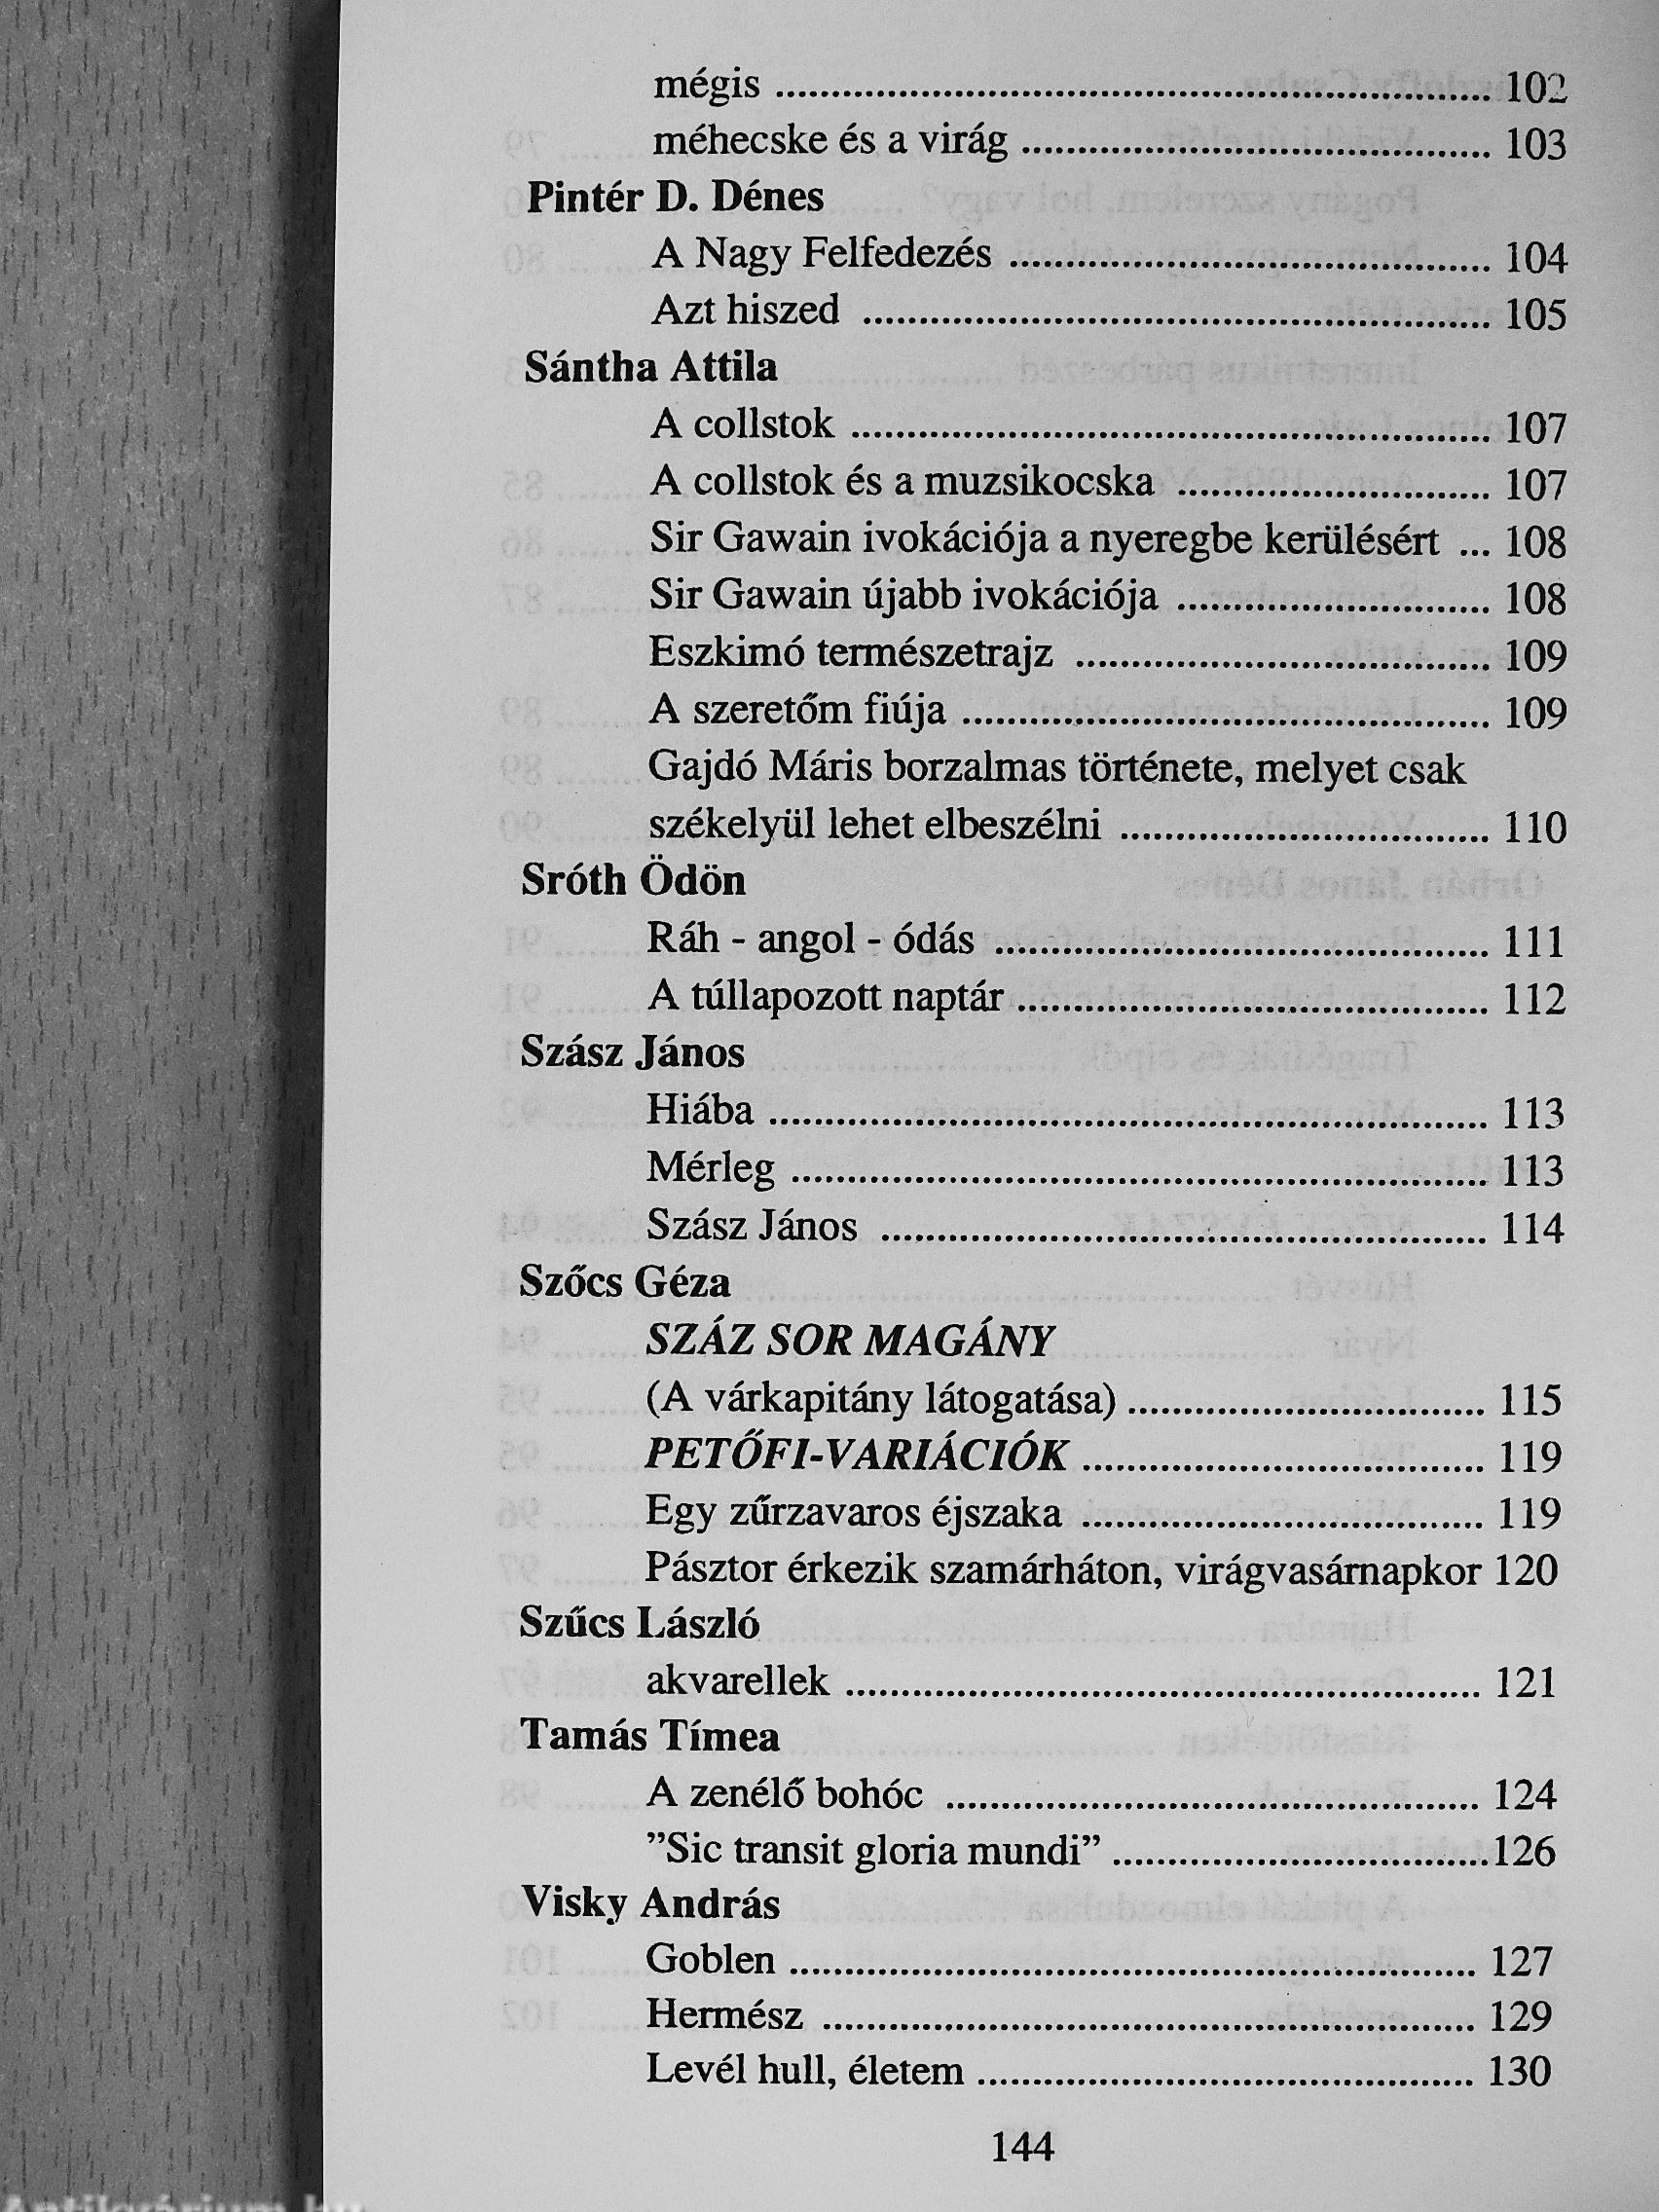 mégis ........ 102
méhecske és a virág ........ 103
Pintér D. Dénes
A Nagy Felfedezés ........ 104
Azt hiszed ........ 105
Sántha Attila
A collstok ........ 107
A collstok és a muzsikocska ........ 107
Sir Gawain ivokációja a nyeregbe kerülésért ... 108
Sir Gawain újabb ivokációja ........ 108
Eszkimó természetrajz ........ 109
A szeretőm fiúja ........ 109
Gajdó Máris borzalmas története, melyet csak
székelyül lehet elbeszélni ........ 110
Sróth Ödön
Ráh - angol - ódás ........ 111
A túllapozott naptár ........ 112
Szász János
Hiába ........ 113
Mérleg ........ 113
Szász János ........ 114
Szőcs Géza
SZÁZ SOR MAGÁNY
(A várkapitány látogatása) ........ 115
PETŐFI-VARIÁCIÓK ........ 119
Egy zűrzavaros éjszaka ........ 119
Pásztor érkezik szamárháton, virágvasárnapkor 120
Szűcs László
akvarellek ........ 121
Tamás Tímea
A zenélő bohóc ........ 124
”Sic transit gloria mundi” ........ 126
Visky András
Goblen ........ 127
Hermész ........ 129
Levél hull, életem ........ 130
144